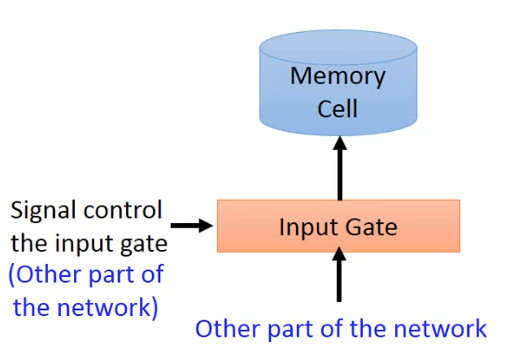 Memory
Cell
Signal control
the input gate
(Other part of
the network)
Input Gate
Other part of the network